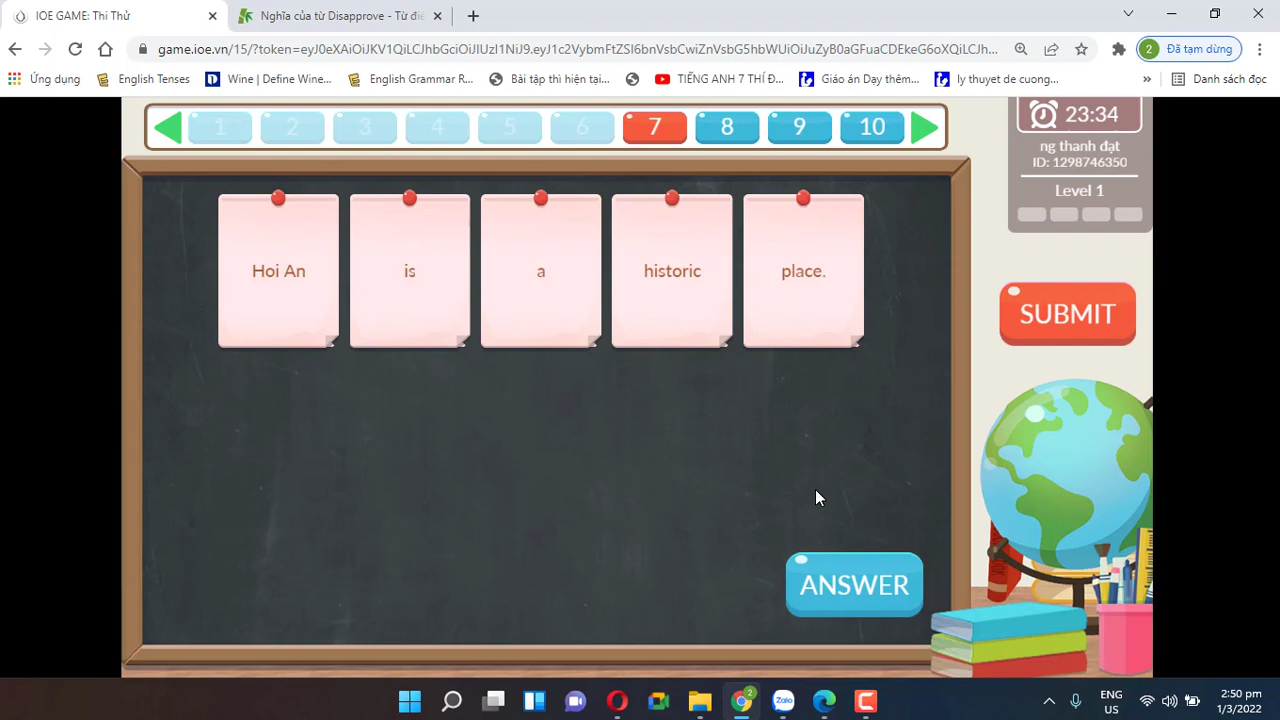 IOE GAME: Thi Thử
Nghĩa của từ Disapprove - Từ điể
game.ioe.vn/15/?token=eyJ0eXAiOiJKV1QiLCJhbGciOiJIUzI1NiJ9.eyJ1c2VybmFtZSI6bnVsbCwiZnVsbG5hbWUiOiJuZyB0aGFuaCDEkeG6oXQiLCJh...
2
Đã tạm dừng
Ứng dụng
English Tenses
Wine | Define Wine...
English Grammar R...
Bài tập thì hiện tại...
TIẾNG ANH 7 THÍ Đ...
Giáo án Dạy thêm...
ly thuyet de cuong...
»
Danh sách đọc
1 2 3 4 5 6 7 8 9 10
23:34
ng thanh đạt
ID: 1298746350
Level 1
Hoi An is a historic place.
SUBMIT
ANSWER
2
Zalo
ENG
US
2:50 pm
1/3/2022